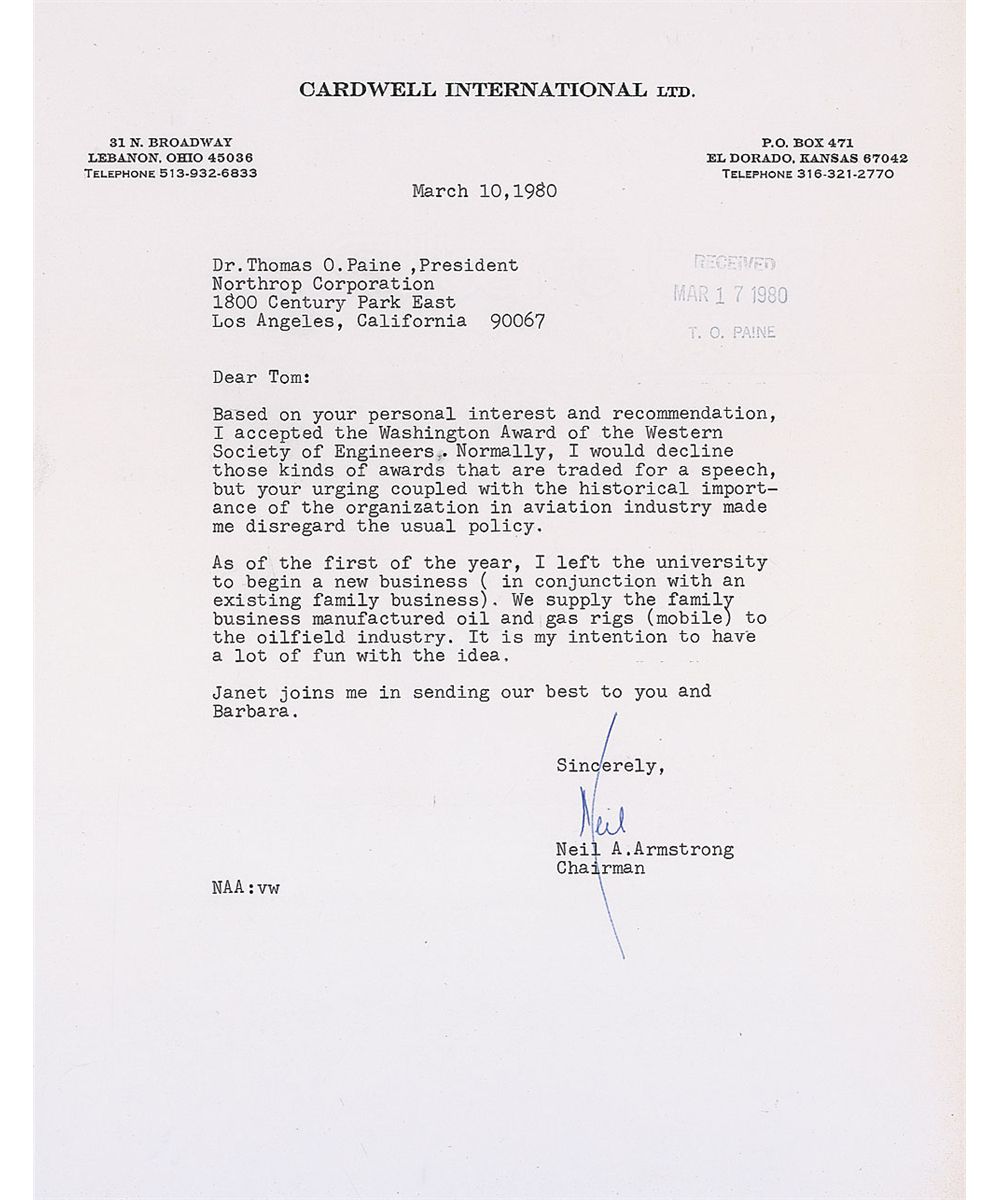 CARDWELL INTERNATIONAL LTD.
31 N. BROADWAY
LEBANON, OHIO 45036
TELEPHONE 513-932-6833
P.O. BOX 471
EL DORADO, KANSAS 67042
TELEPHONE 316-321-2770
March 10,1980
Dr.Thomas O.Paine ,President
Northrop Corporation
1800 Century Park East
Los Angeles, California 90067
RECEIVED
MAR 17 1980
T. O. PAINE
Dear Tom:
Based on your personal interest and recommendation,
I accepted the Washington Award of the Western
Society of Engineers. Normally, I would decline
those kinds of awards that are traded for a speech,
but your urging coupled with the historical import-
ance of the organization in aviation industry made
me disregard the usual policy.
As of the first of the year, I left the university
to begin a new business ( in conjunction with an
existing family business). We supply the family
business manufactured oil and gas rigs (mobile) to
the oilfield industry. It is my intention to have
a lot of fun with the idea.
Janet joins me in sending our best to you and
Barbara.
Sincerely,
Neil
Neil A.Armstrong
Chairman
NAA:vw